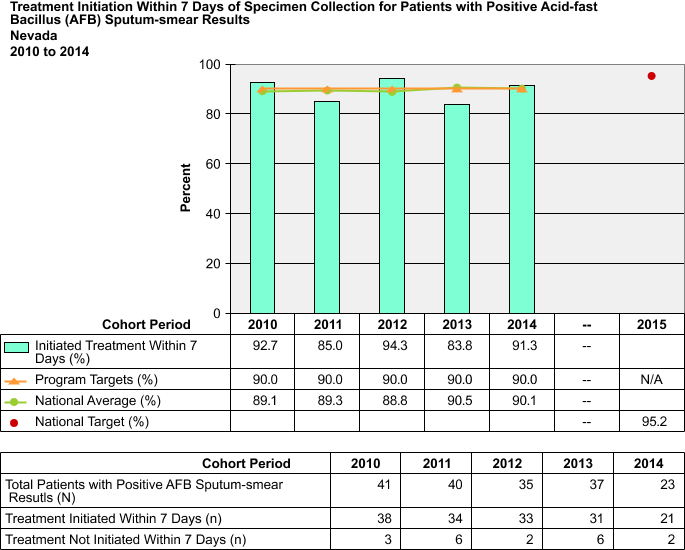 Treatment Initiation Within 7 Days of Specimen Collection for Patients with Positive Acid-fast
Bacillus (AFB) Sputum-smear Results
Nevada
2010 to 2014
100
80
60
40
20
0
Percent
Cohort Period 2010 2011 2012 2013 2014 -- 2015
Initiated Treatment Within 7 92.7 85.0 94.3 83.8 91.3 --
Days (%)
Program Targets (%) 90.0 90.0 90.0 90.0 90.0 -- N/A
National Average (%) 89.1 89.3 88.8 90.5 90.1 --
National Target (%) -- 95.2
Cohort Period 2010 2011 2012 2013 2014
Total Patients with Positive AFB Sputum-smear 41 40 35 37 23
Resutls (N)
Treatment Initiated Within 7 Days (n) 38 34 33 31 21
Treatment Not Initiated Within 7 Days (n) 3 6 2 6 2